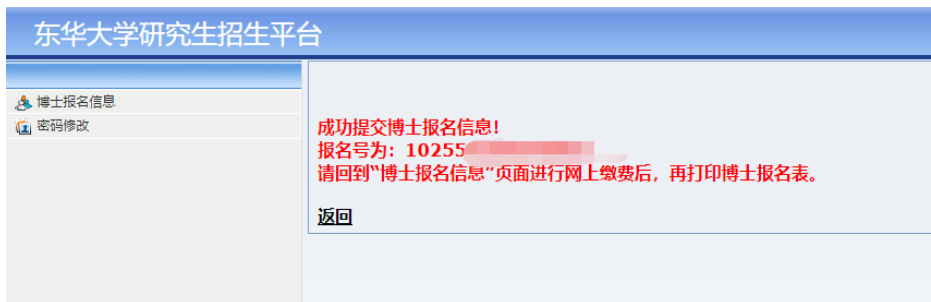 东华大学研究生招生平台
博士报名信息
密码修改
成功提交博士报名信息！
报名号为：10255
请回到“博士报名信息”页面进行网上缴费后，再打印博士报名表。
返回